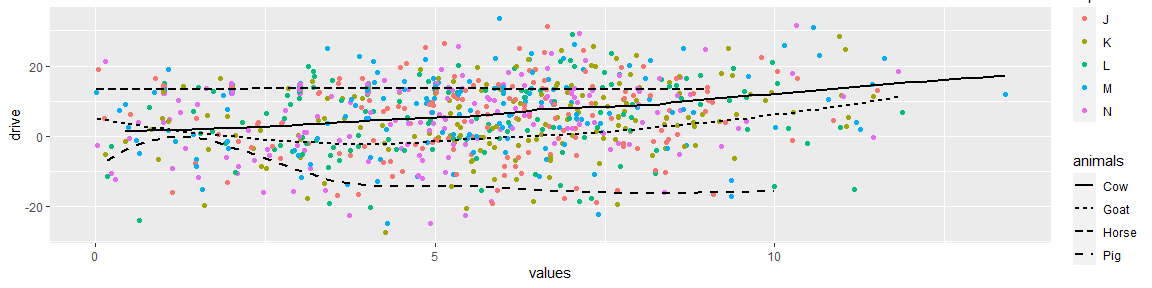 20
0
-20
drive
0
5
10
values
J
K
L
M
N
animals
Cow
Goat
Horse
Pig